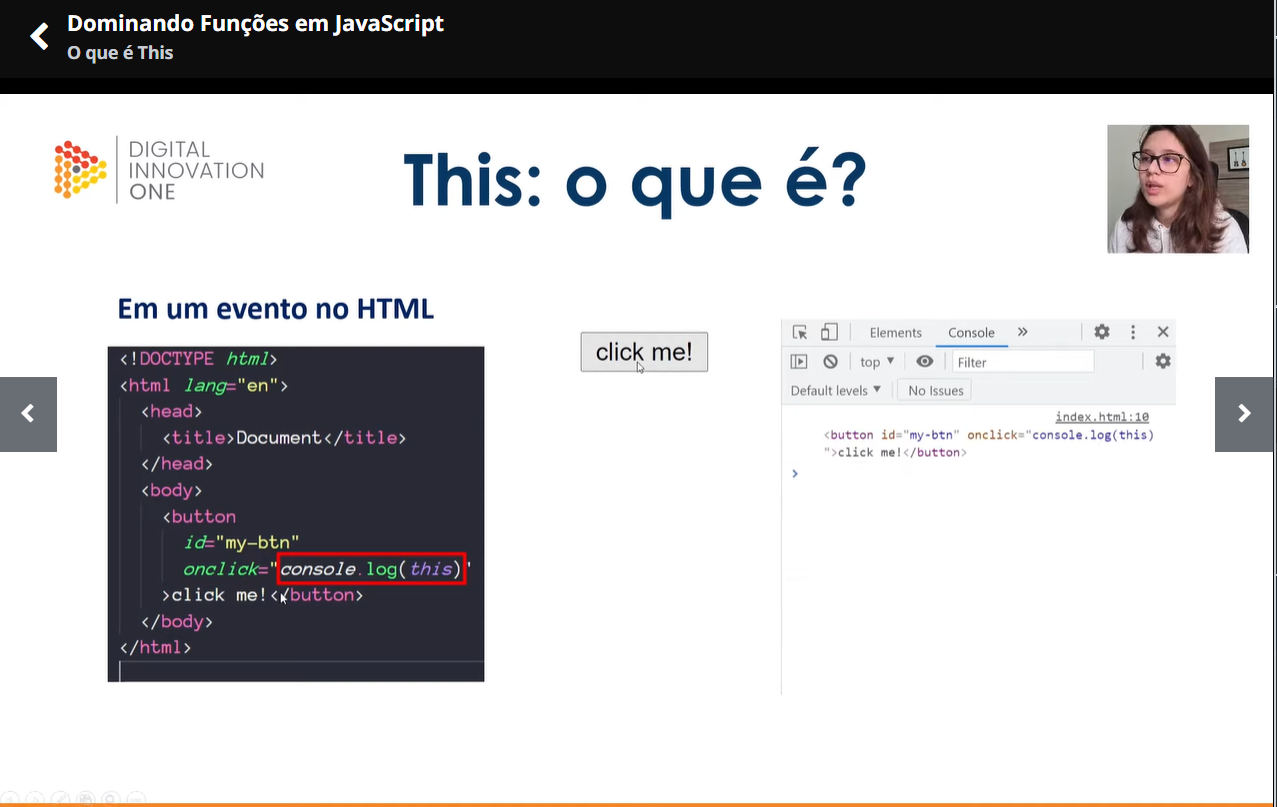 Dominando Funções em JavaScript
O que é This
DIGITAL
INNOVATION
ONE
This: o que é?
Em um evento no HTML
<!DOCTYPE html>
<html lang="en">
<head>
<title>Document</title>
</head>
<body>
<button
id="my-btn"
onclick="console.log(this)"
>click me!</button>
</body>
</html>
click me!
Elements Console »
top ▼ Filter
Default levels ▼ No Issues
index.html:10
<button id="my-btn" onclick="console.log(this)
">click me!</button>